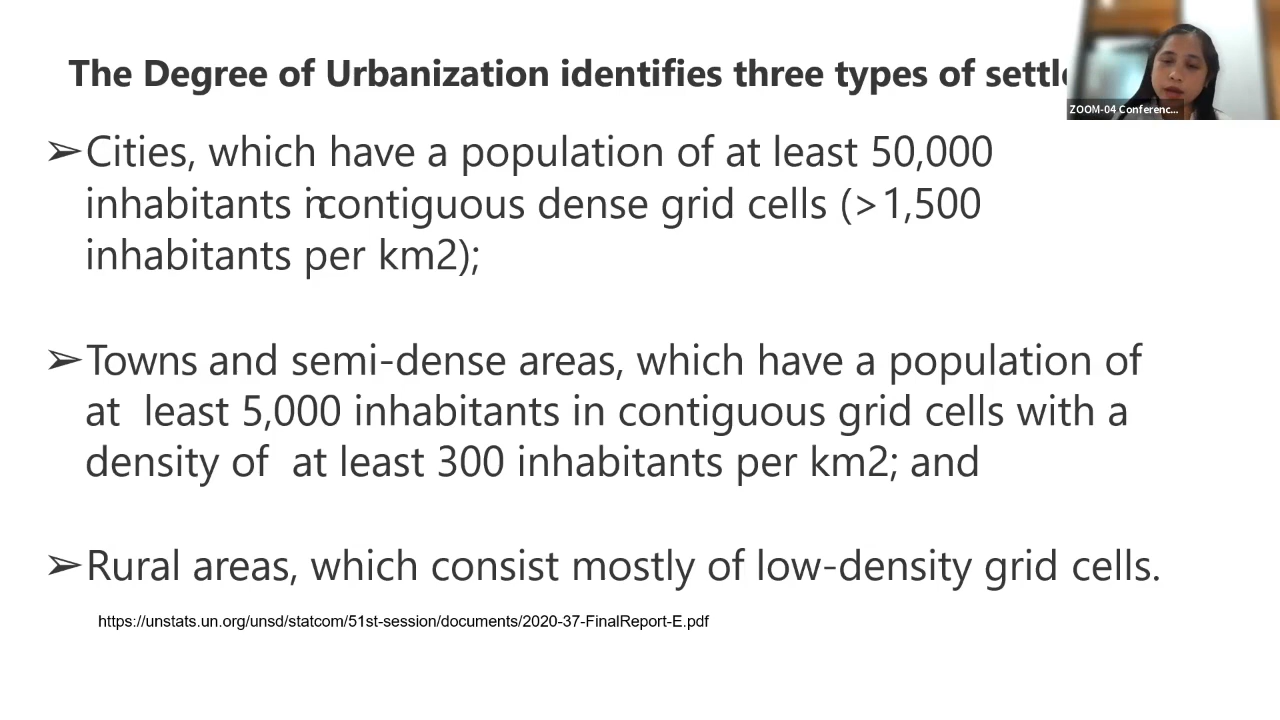 The Degree of Urbanization identifies three types of settl
ZOOM-04 Conferenc...
➢Cities, which have a population of at least 50,000
inhabitants in contiguous dense grid cells (>1,500
inhabitants per km2);
➢Towns and semi-dense areas, which have a population of
at least 5,000 inhabitants in contiguous grid cells with a
density of at least 300 inhabitants per km2; and
➢Rural areas, which consist mostly of low-density grid cells.
https://unstats.un.org/unsd/statcom/51st-session/documents/2020-37-FinalReport-E.pdf